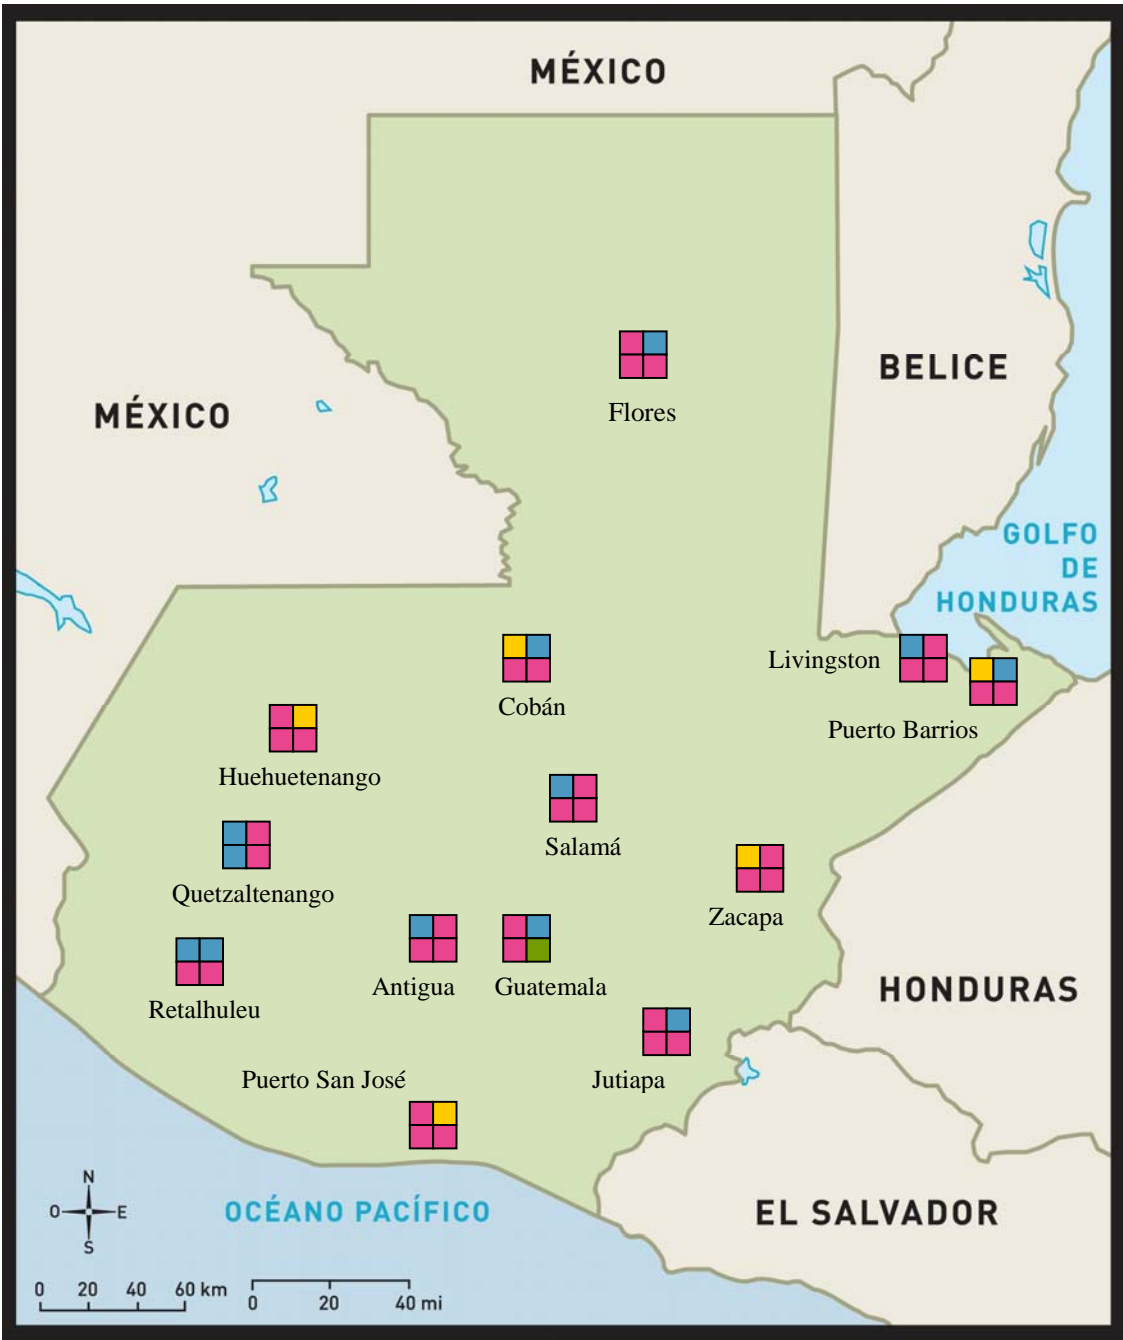 MÉXICO
BELICE
Flores
MÉXICO
GOLFO
DE
HONDURAS
Livingston
Cobán
Puerto Barrios
Huehuetenango
Salamá
Quetzaltenango
Zacapa
Antigua
Guatemala
HONDURAS
Retalhuleu
Puerto San José
Jutiapa
N
O E
S
OCÉANO PACÍFICO
EL SALVADOR
0 20 40 60 km
0 20 40 mi